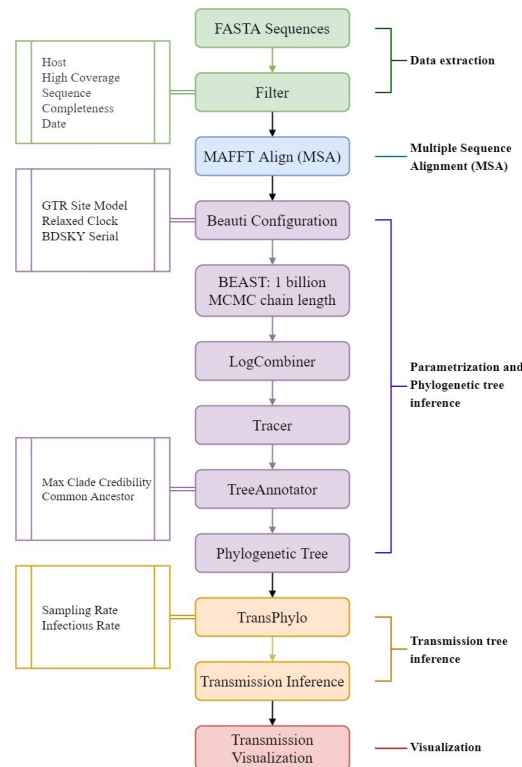 FASTA Sequences
Data extraction
Host
High Coverage
Sequence
Completeness
Date
Filter
MAFFT Align (MSA)
Multiple Sequence
Alignment (MSA)
GTR Site Model
Relaxed Clock
BDSKY Serial
Beauti Configuration
BEAST: 1 billion
MCMC chain length
LogCombiner
Parametrization and
Phylogenetic tree
inference
Tracer
Max Clade Credibility
Common Ancestor
TreeAnnotator
Phylogenetic Tree
Sampling Rate
Infectious Rate
TransPhylo
Transmission tree
inference
Transmission Inference
Transmission
Visualization
Visualization